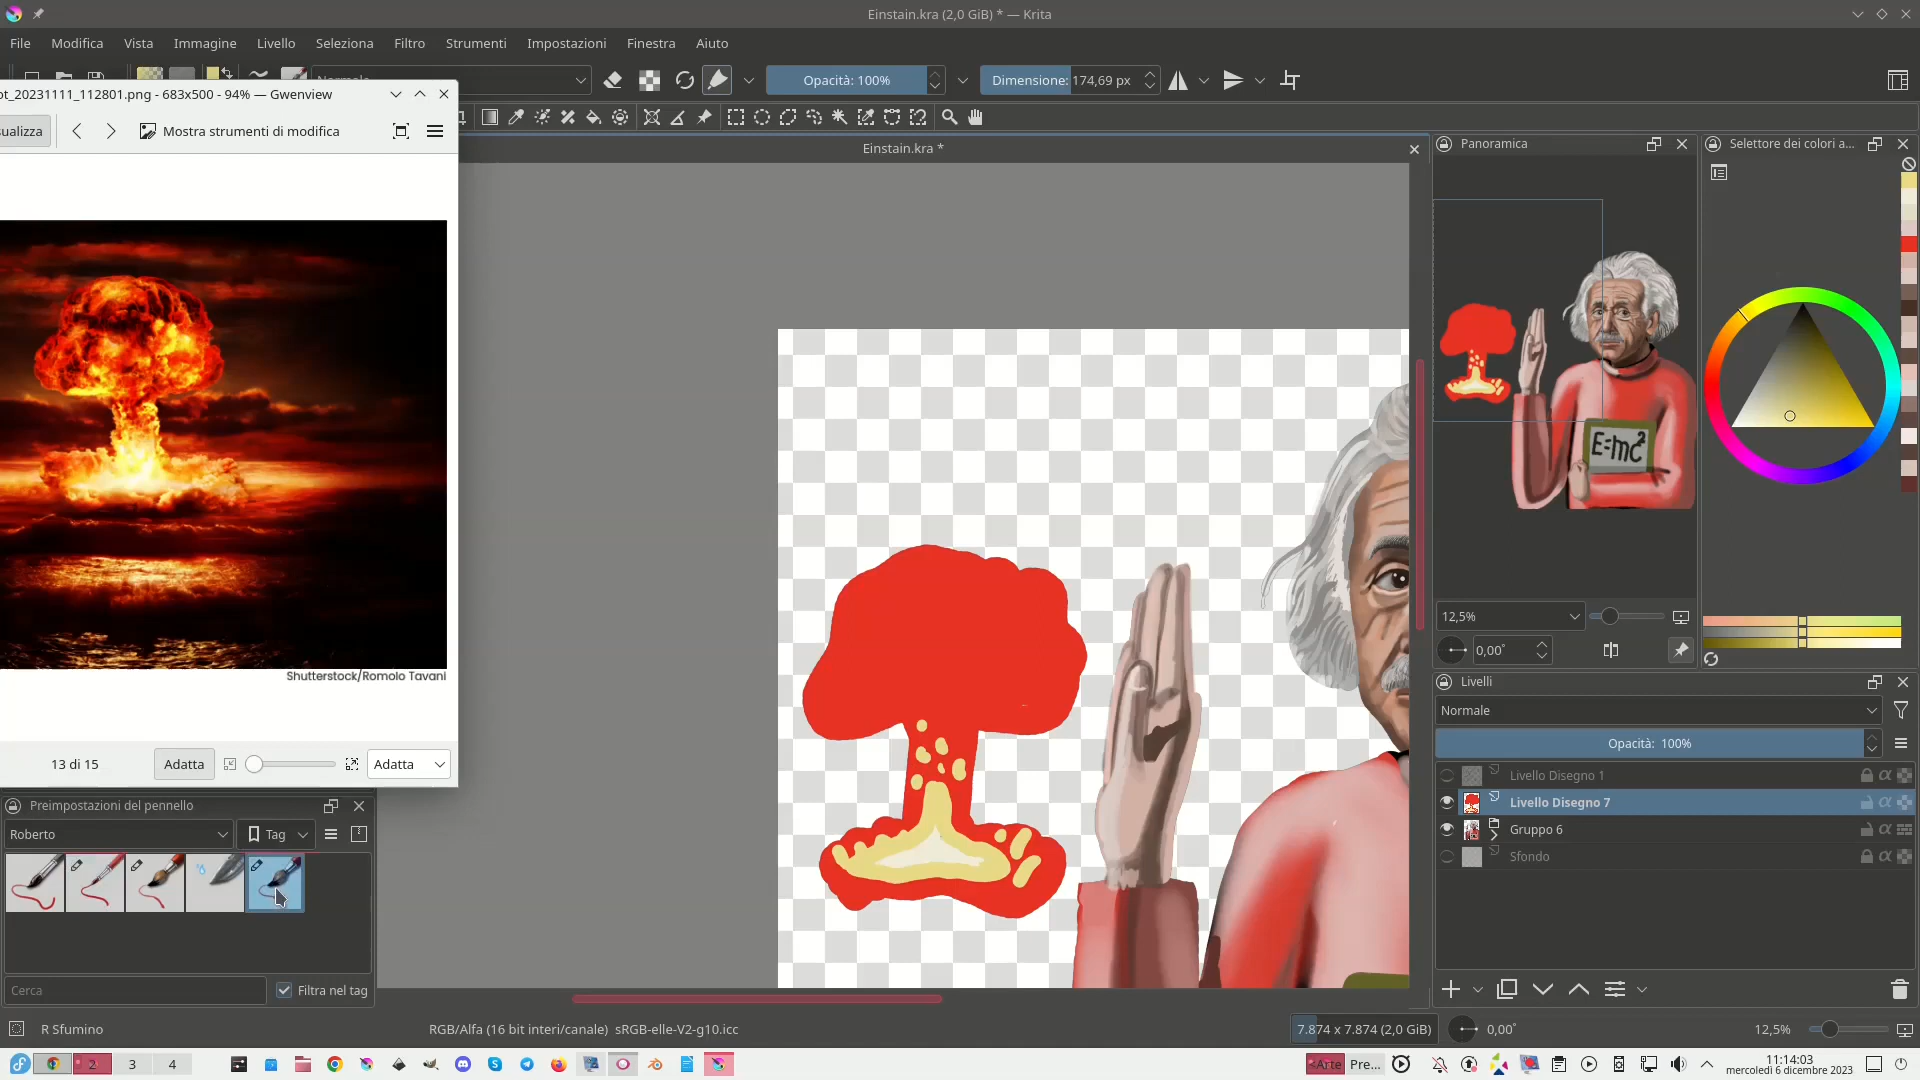 Einstain.kra (2,0 GiB) * — Krita
File Modifica Vista Immagine Livello Seleziona Filtro Strumenti Impostazioni Finestra Aiuto
Opacità: 100%
Dimensione: 174,69 px
ot_20231111_112801.png - 683x500 - 94% — Gwenview
sualizza
Mostra strumenti di modifica
Einstain.kra *
Panoramica
Selettore dei colori a...
E=mc²
Shutterstock/Romolo Tavani
13 di 15
Adatta
Adatta
12,5%
0,00°
Livelli
Normale
Opacità: 100%
Livello Disegno 1
Livello Disegno 7
Gruppo 6
Sfondo
Preimpostazioni del pennello
Roberto
Tag
Cerca
Filtra nel tag
R Sfumino
RGB/Alfa (16 bit interi/canale) sRGB-elle-V2-g10.icc
7.874 x 7.874 (2,0 GiB)
0,00°
12,5%
2 3 4
Arte Pre...
11:14:03
mercoledì 6 dicembre 2023